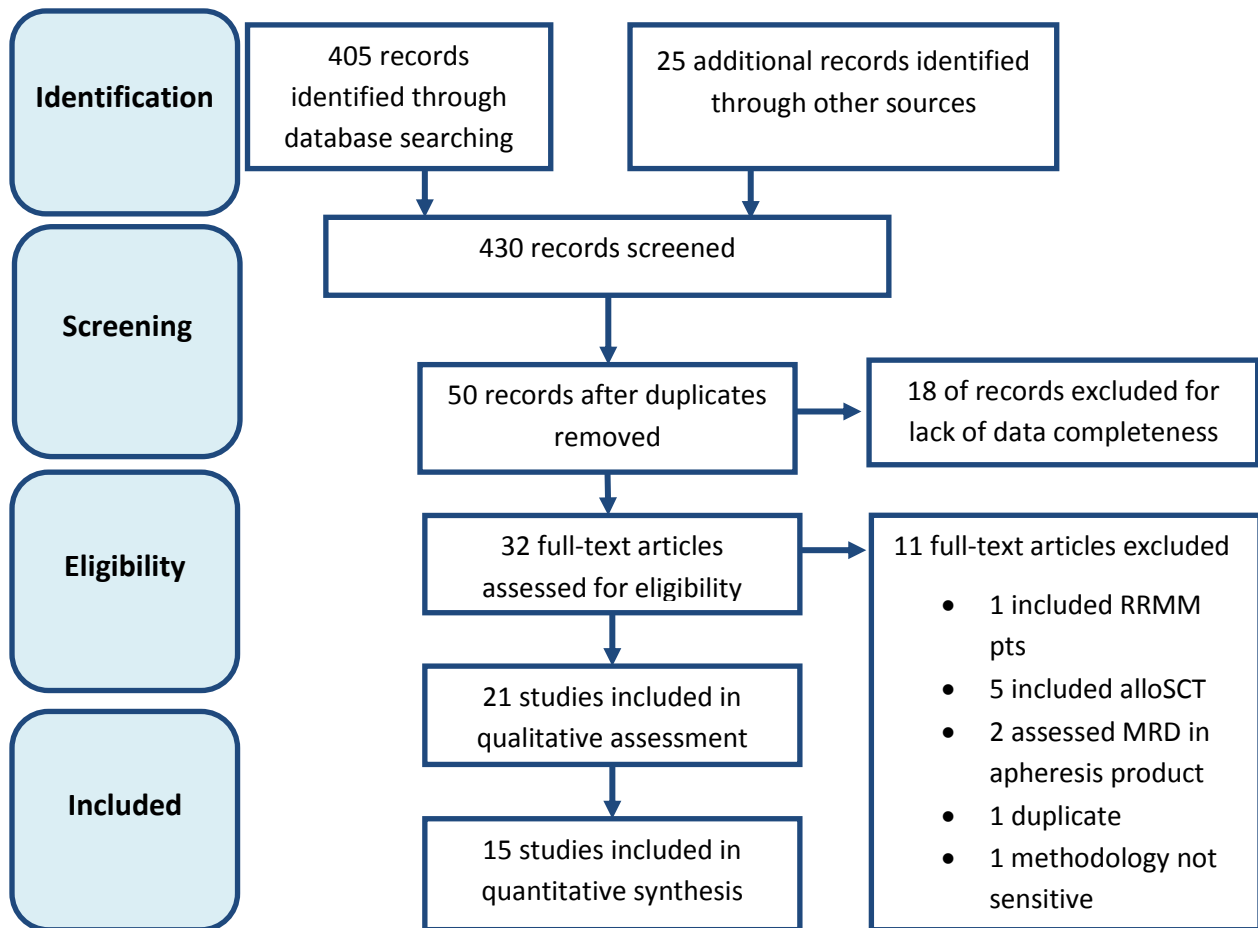 Identification
405 records
identified through
database searching
25 additional records identified
through other sources
430 records screened
Screening
50 records after duplicates
removed
18 of records excluded for
lack of data completeness
Eligibility
32 full-text articles
assessed for eligibility
11 full-text articles excluded
• 1 included RRMM
pts
• 5 included alloSCT
• 2 assessed MRD in
apheresis product
• 1 duplicate
• 1 methodology not
sensitive
21 studies included in
qualitative assessment
Included
15 studies included in
quantitative synthesis